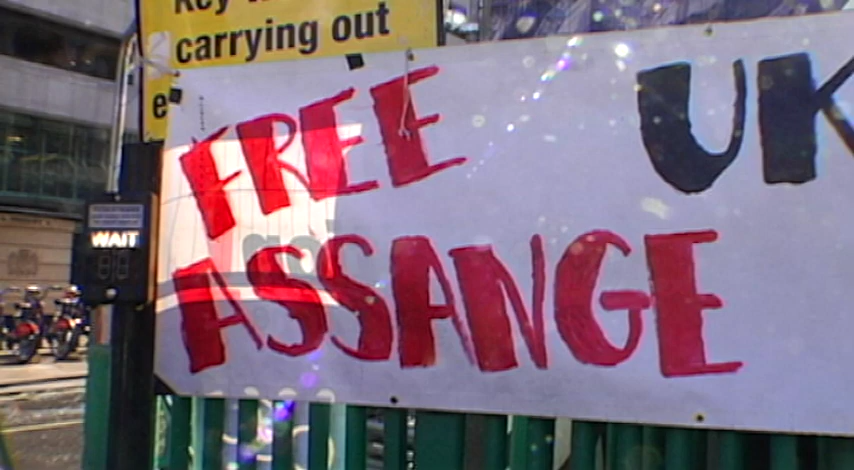 carrying out
FREE
UK
ASSANGE
WAIT